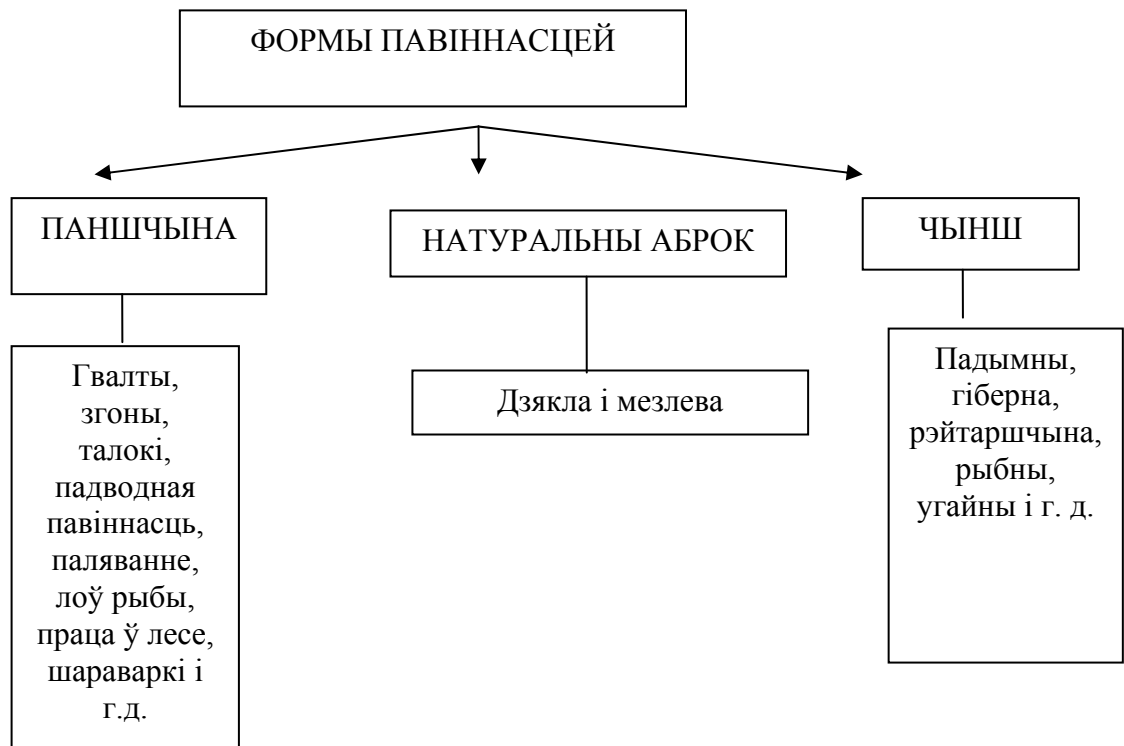 ФОРМЫ ПАВІННАСЦЕЙ
ПАНШЧЫНА
НАТУРАЛЬНЫ АБРОК
ЧЫНШ
Гвалты,
згоны,
талокі,
падводная
павіннасць,
паляванне,
лоў рыбы,
праца ў лесе,
шараваркі і
г.д.
Дзякла і мезлева
Падымны,
гіберна,
рэйтаршчына,
рыбны,
угайны і г. д.